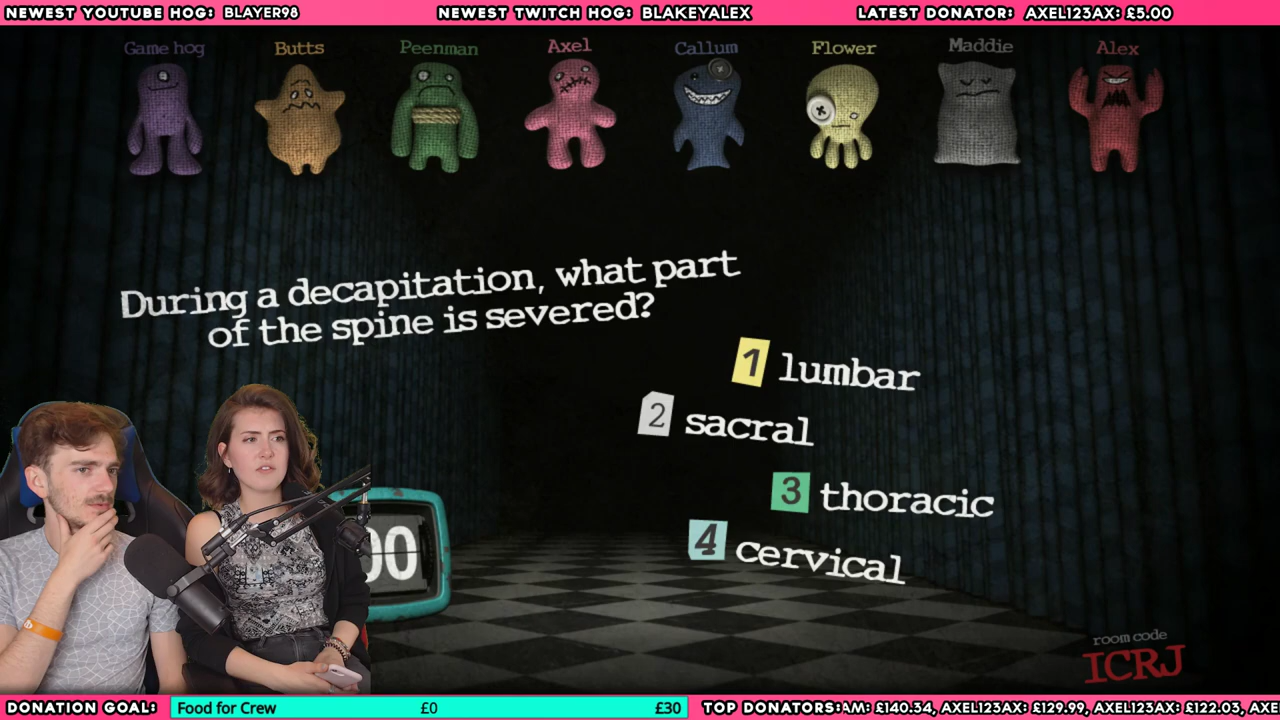 NEWEST YOUTUBE HOG: BLAYER98
NEWEST TWITCH HOG: BLAKEYALEX
LATEST DONATOR: AXEL123AX: £5.00
Game hog
Butts
Peenman
Axel
Callum
Flower
Maddie
Alex
During a decapitation, what part
of the spine is severed?
1 lumbar
2 sacral
3 thoracic
4 cervical
00
room code
ICRJ
DONATION GOAL:
Food for Crew £0 £30
TOP DONATORS: AM: £140.34, AXEL123AX: £129.99, AXEL123AX: £122.03, AXE